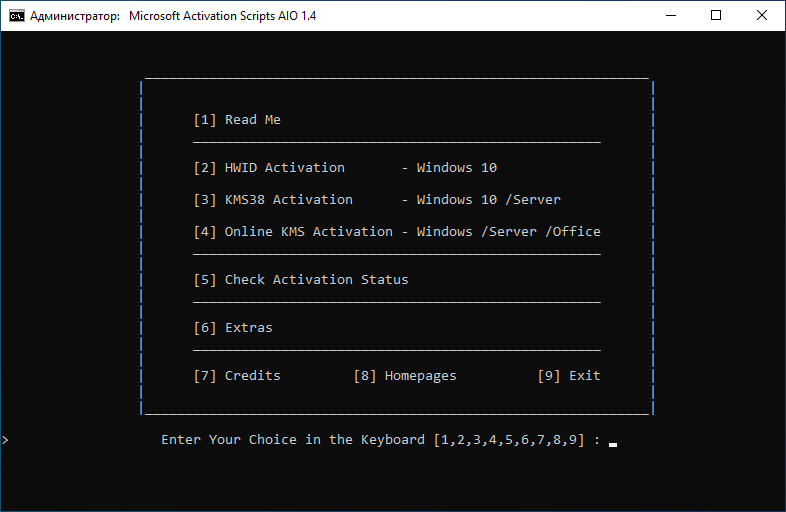 Администратор: Microsoft Activation Scripts AIO 1.4
[1] Read Me
[2] HWID Activation - Windows 10
[3] KMS38 Activation - Windows 10 /Server
[4] Online KMS Activation - Windows /Server /Office
[5] Check Activation Status
[6] Extras
[7] Credits [8] Homepages [9] Exit
> Enter Your Choice in the Keyboard [1,2,3,4,5,6,7,8,9] : _